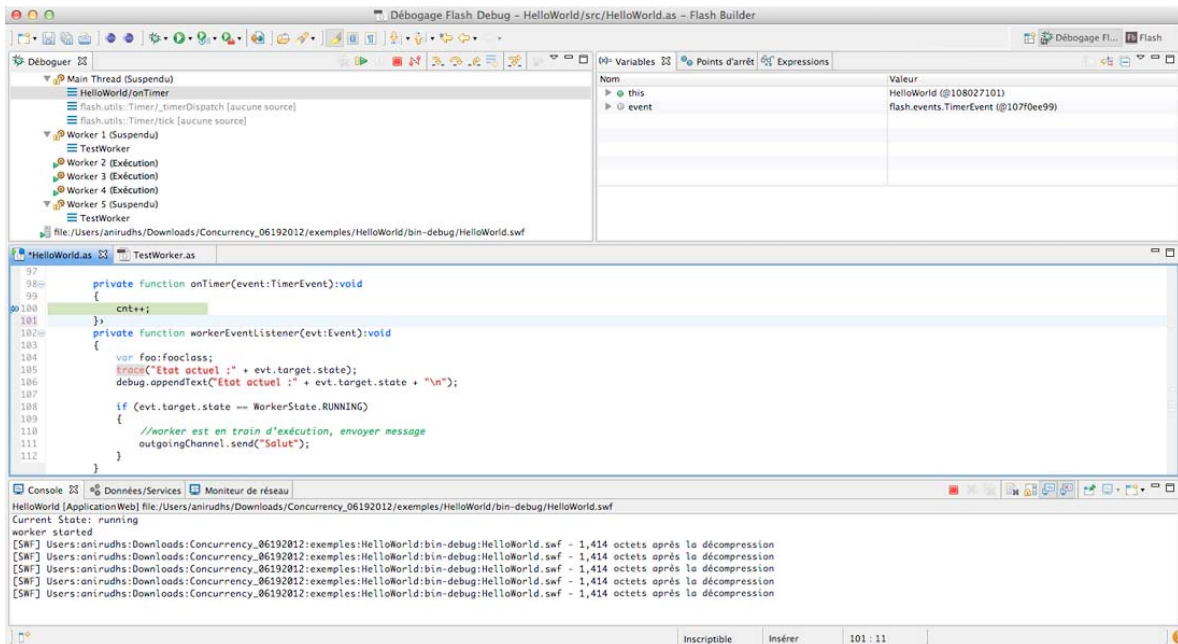 Débogage Flash Debug – HelloWorld/src/HelloWorld.as – Flash Builder
Débogage Fl... Fb Flash
Déboguer
Main Thread (Suspendu)
HelloWorld/onTimer
flash.utils::Timer/_timerDispatch [aucune source]
flash.utils::Timer/tick [aucune source]
Worker 1 (Suspendu)
TestWorker
Worker 2 (Exécution)
Worker 3 (Exécution)
Worker 4 (Exécution)
Worker 5 (Suspendu)
TestWorker
file:/Users/anirudhs/Downloads/Concurrency_06192012/exemples/HelloWorld/bin-debug/HelloWorld.swf
(x)= Variables Points d'arrêt Expressions
Nom Valeur
this HelloWorld (@108027101)
event flash.events.TimerEvent (@107f0ee99)
*HelloWorld.as TestWorker.as
97
98 private function onTimer(event:TimerEvent):void
99 {
100 cnt++;
101 }
102 private function workerEventListener(evt:Event):void
103 {
104 var foo:fooclass;
105 trace("Etat actuel :" + evt.target.state);
106 debug.appendText("Etat actuel :" + evt.target.state + "\n");
107
108 if (evt.target.state == WorkerState.RUNNING)
109 {
110 //worker est en train d'exécution, envoyer message
111 outgoingChannel.send("Salut");
112 }
}
Console Données/Services Moniteur de réseau
HelloWorld [Application Web] file:/Users/anirudhs/Downloads/Concurrency_06192012/exemples/HelloWorld/bin-debug/HelloWorld.swf
Current State: running
worker started
[SWF] Users:anirudhs:Downloads:Concurrency_06192012:exemples:HelloWorld:bin-debug:HelloWorld.swf - 1,414 octets après la décompression
[SWF] Users:anirudhs:Downloads:Concurrency_06192012:exemples:HelloWorld:bin-debug:HelloWorld.swf - 1,414 octets après la décompression
[SWF] Users:anirudhs:Downloads:Concurrency_06192012:exemples:HelloWorld:bin-debug:HelloWorld.swf - 1,414 octets après la décompression
[SWF] Users:anirudhs:Downloads:Concurrency_06192012:exemples:HelloWorld:bin-debug:HelloWorld.swf - 1,414 octets après la décompression
[SWF] Users:anirudhs:Downloads:Concurrency_06192012:exemples:HelloWorld:bin-debug:HelloWorld.swf - 1,414 octets après la décompression
Inscriptible Insérer 101 : 11